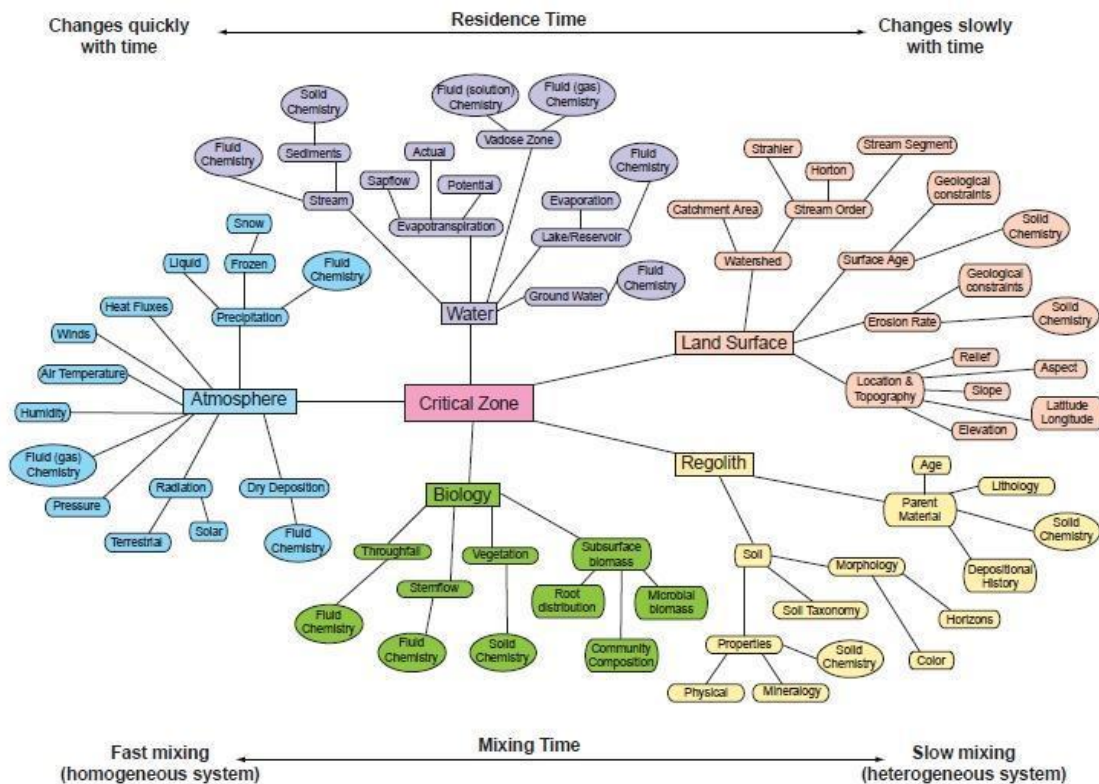 Changes quickly
with time
Residence Time
Changes slowly
with time
Solid
Chemistry
Fluid
Chemistry
Sediments
Stream
Fluid (solution)
Chemistry
Fluid (gas)
Chemistry
Vadose Zone
Actual
Sapflow
Potential
Evapotranspiration
Fluid
Chemistry
Evaporation
Lake/Reservoir
Ground Water
Fluid
Chemistry
Water
Strahler
Stream Segment
Horton
Catchment Area
Stream Order
Watershed
Geological
constraints
Solid
Chemistry
Surface Age
Geological
constraints
Erosion Rate
Solid
Chemistry
Land Surface
Relief
Aspect
Location &
Topography
Slope
Latitude
Longitude
Elevation
Snow
Liquid
Frozen
Fluid
Chemistry
Heat Fluxes
Precipitation
Winds
Air Temperature
Atmosphere
Humidity
Fluid (gas)
Chemistry
Pressure
Radiation
Dry Deposition
Terrestrial
Solar
Fluid
Chemistry
Critical Zone
Biology
Throughfall
Vegetation
Subsurface
biomass
Stemflow
Root
distribution
Microbial
biomass
Fluid
Chemistry
Fluid
Chemistry
Solid
Chemistry
Community
Composition
Regolith
Age
Lithology
Parent
Material
Solid
Chemistry
Depositional
History
Soil
Morphology
Soil Taxonomy
Horizons
Properties
Solid
Chemistry
Color
Physical
Mineralogy
Fast mixing
(homogeneous system)
Mixing Time
Slow mixing
(heterogeneous system)